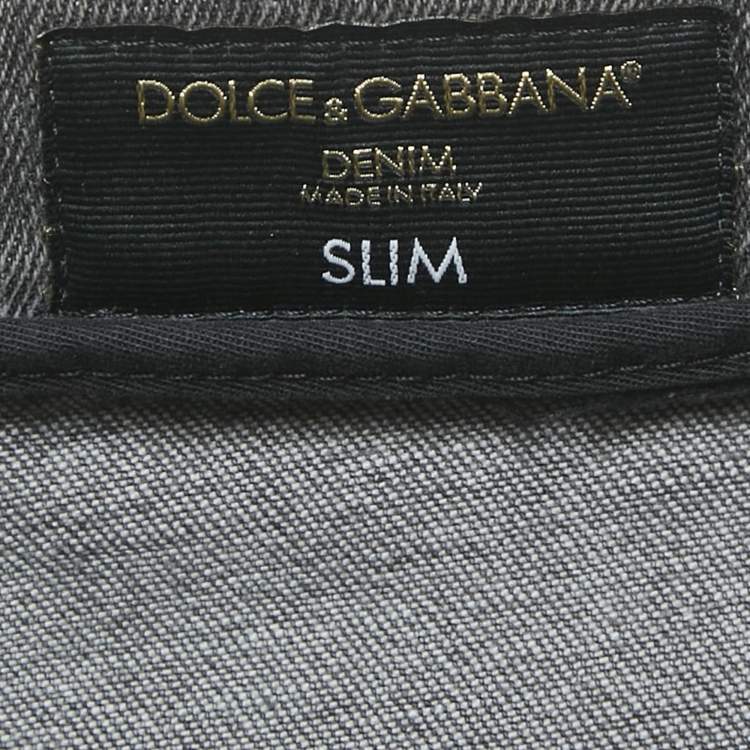 DOLCE & GABBANA®
DENIM
MADE IN ITALY
SLIM